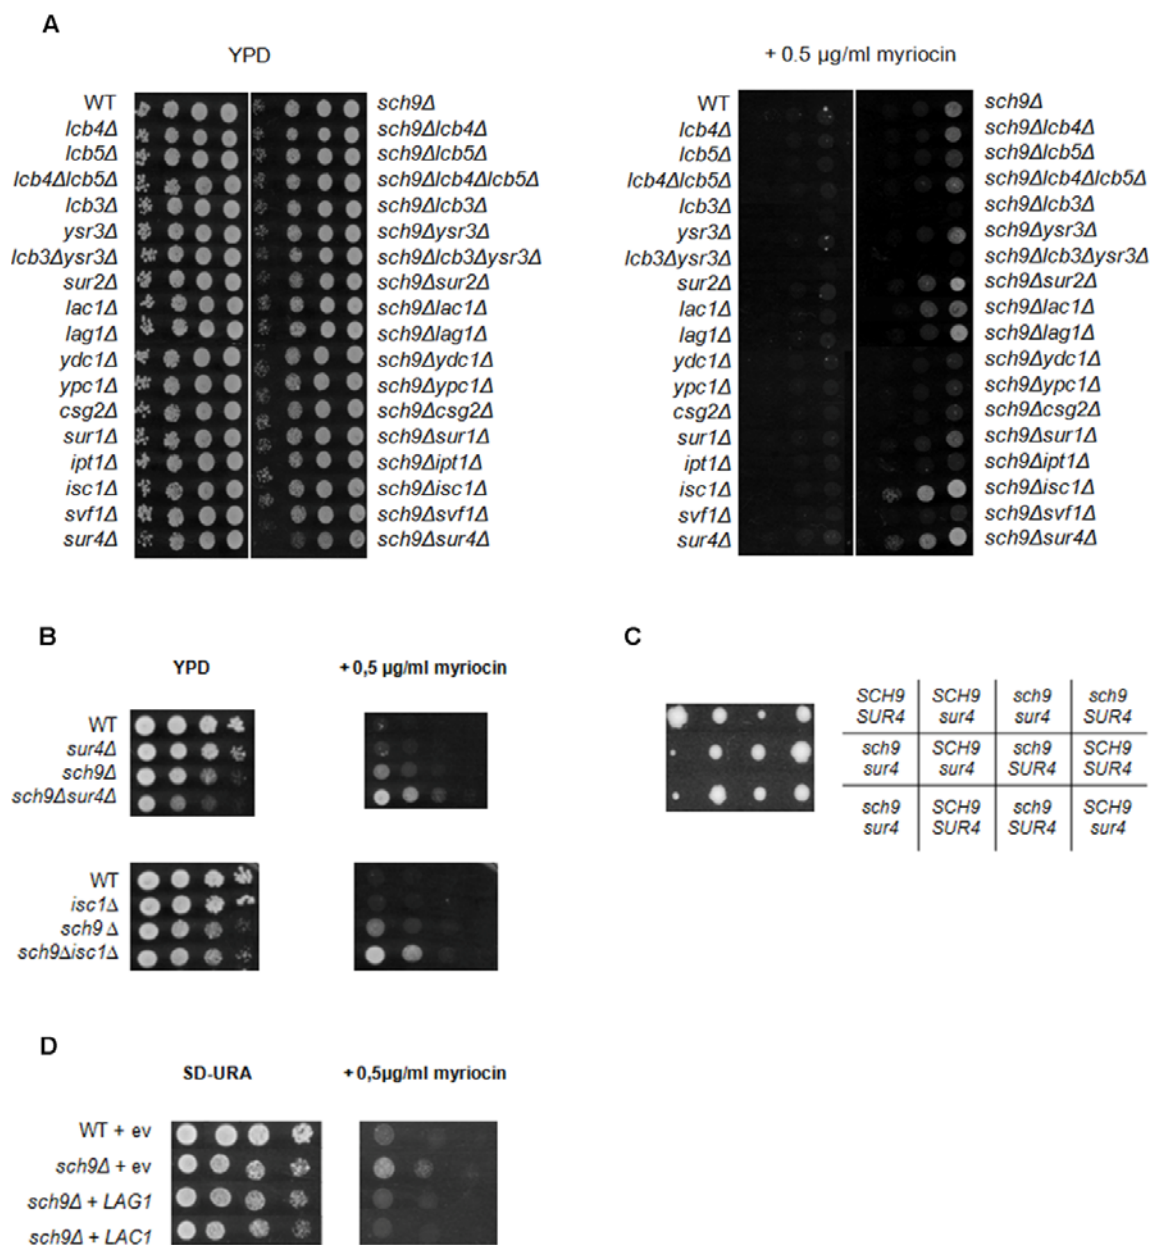 A
YPD
+ 0.5 µg/ml myriocin
WT
lcb4Δ
lcb5Δ
lcb4Δlcb5Δ
lcb3Δ
ysr3Δ
lcb3Δysr3Δ
sur2Δ
lac1Δ
lag1Δ
ydc1Δ
ypc1Δ
csg2Δ
sur1Δ
ipt1Δ
isc1Δ
svf1Δ
sur4Δ
sch9Δ
sch9Δlcb4Δ
sch9Δlcb5Δ
sch9Δlcb4Δlcb5Δ
sch9Δlcb3Δ
sch9Δysr3Δ
sch9Δlcb3Δysr3Δ
sch9Δsur2Δ
sch9Δlac1Δ
sch9Δlag1Δ
sch9Δydc1Δ
sch9Δypc1Δ
sch9Δcsg2Δ
sch9Δsur1Δ
sch9Δipt1Δ
sch9Δisc1Δ
sch9Δsvf1Δ
sch9Δsur4Δ
WT
lcb4Δ
lcb5Δ
lcb4Δlcb5Δ
lcb3Δ
ysr3Δ
lcb3Δysr3Δ
sur2Δ
lac1Δ
lag1Δ
ydc1Δ
ypc1Δ
csg2Δ
sur1Δ
ipt1Δ
isc1Δ
svf1Δ
sur4Δ
sch9Δ
sch9Δlcb4Δ
sch9Δlcb5Δ
sch9Δlcb4Δlcb5Δ
sch9Δlcb3Δ
sch9Δysr3Δ
sch9Δlcb3Δysr3Δ
sch9Δsur2Δ
sch9Δlac1Δ
sch9Δlag1Δ
sch9Δydc1Δ
sch9Δypc1Δ
sch9Δcsg2Δ
sch9Δsur1Δ
sch9Δipt1Δ
sch9Δisc1Δ
sch9Δsvf1Δ
sch9Δsur4Δ
B
YPD
+ 0,5 µg/ml myriocin
WT
sur4Δ
sch9Δ
sch9Δsur4Δ
WT
isc1Δ
sch9 Δ
sch9Δisc1Δ
C
SCH9 SCH9 sch9 sch9
SUR4 sur4 sur4 SUR4
sch9 SCH9 sch9 SCH9
sur4 sur4 SUR4 SUR4
sch9 SCH9 sch9 SCH9
sur4 SUR4 SUR4 sur4
D
SD-URA
+ 0,5µg/ml myriocin
WT + ev
sch9Δ + ev
sch9Δ + LAG1
sch9Δ + LAC1